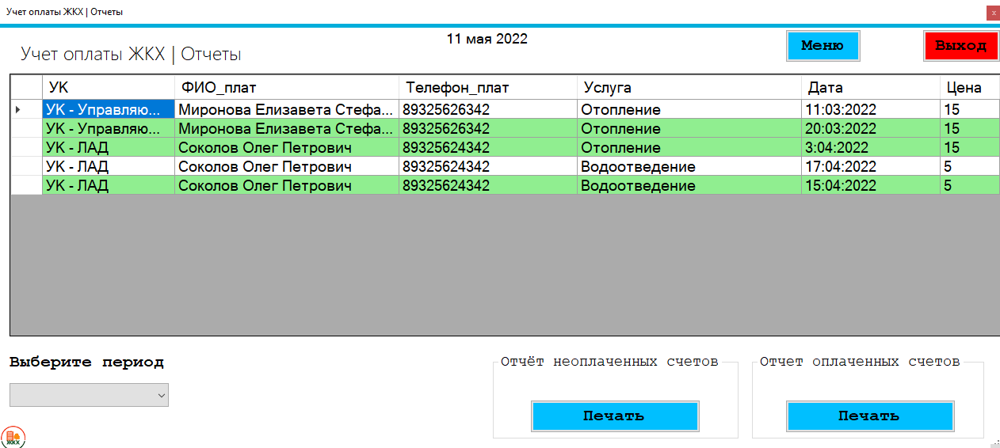 Учет оплаты ЖКХ | Отчеты
x
11 мая 2022
Учет оплаты ЖКХ | Отчеты
Меню
Выход
УК ФИО_плат Телефон_плат Услуга Дата Цена
УК - Управляю... Миронова Елизавета Стефа... 89325626342 Отопление 11:03:2022 15
УК - Управляю... Миронова Елизавета Стефа... 89325626342 Отопление 20:03:2022 15
УК - ЛАД Соколов Олег Петрович 89325624342 Отопление 3:04:2022 15
УК - ЛАД Соколов Олег Петрович 89325624342 Водоотведение 17:04:2022 5
УК - ЛАД Соколов Олег Петрович 89325624342 Водоотведение 15:04:2022 5
Выберите период
Отчёт неоплаченных счетов
Печать
Отчет оплаченных счетов
Печать
ЖКХ